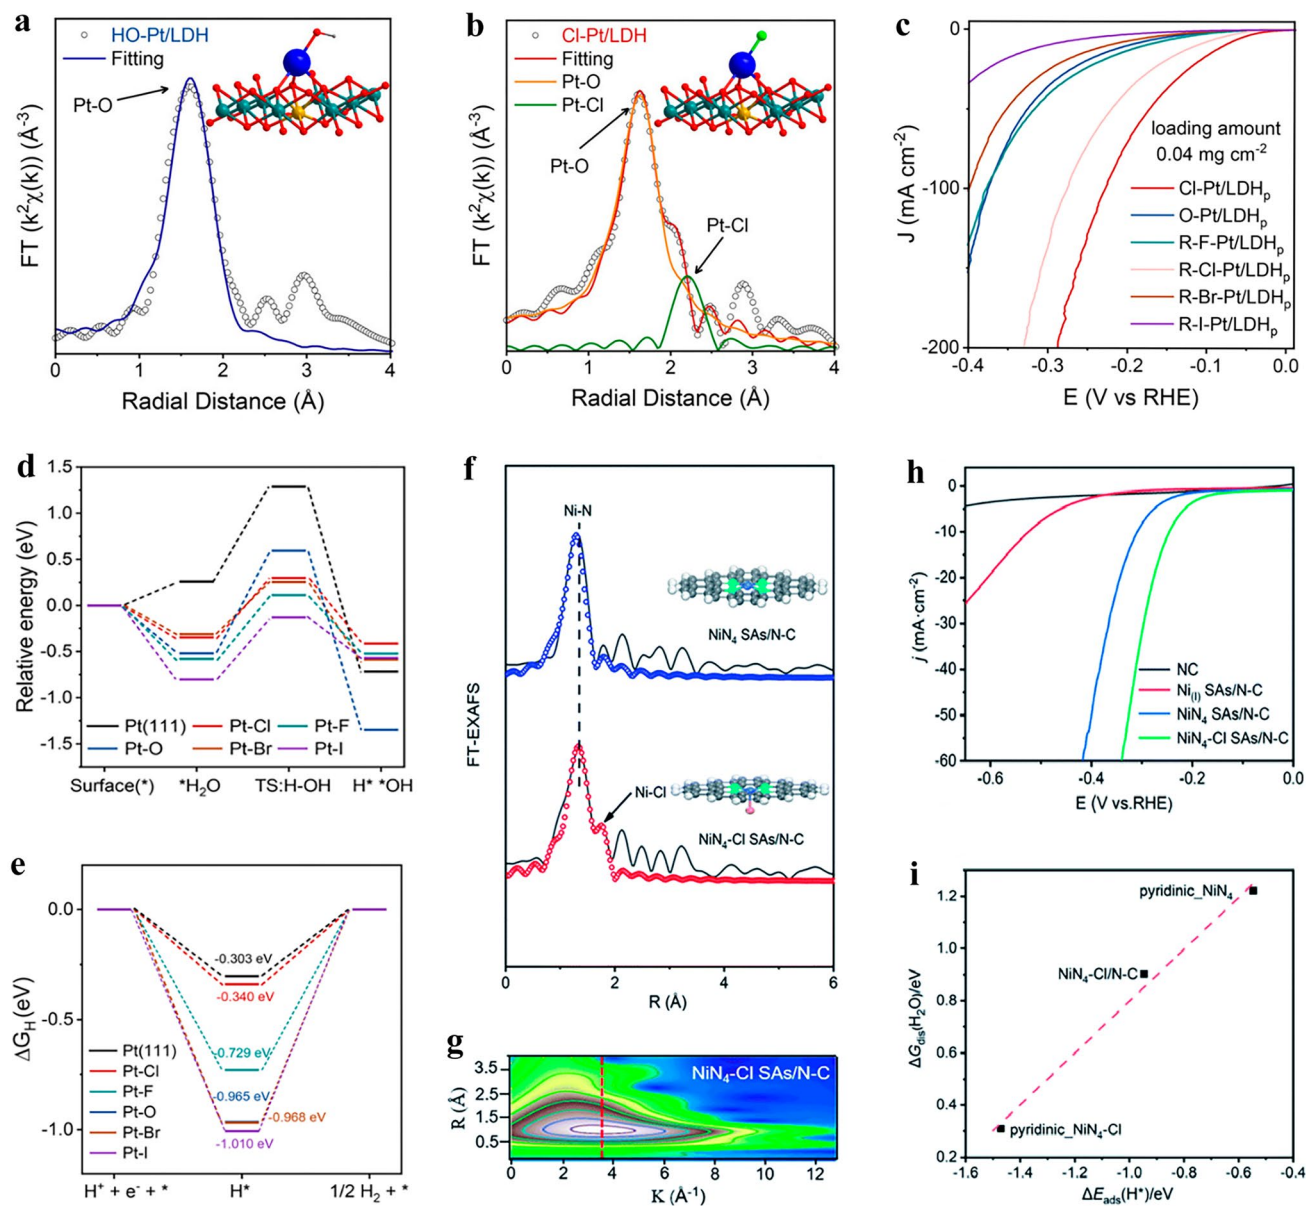 a
HO-Pt/LDH
Fitting
Pt-O
FT (k²χ(k)) (Å⁻³)
0 1 2 3 4
Radial Distance (Å)
b
Cl-Pt/LDH
Fitting
Pt-O
Pt-Cl
Pt-O
Pt-Cl
FT (k²χ(k)) (Å⁻³)
0 1 2 3 4
Radial Distance (Å)
c
0
-100
-200
J (mA cm⁻²)
loading amount
0.04 mg cm⁻²
Cl-Pt/LDHₚ
O-Pt/LDHₚ
R-F-Pt/LDHₚ
R-Cl-Pt/LDHₚ
R-Br-Pt/LDHₚ
R-I-Pt/LDHₚ
-0.4 -0.3 -0.2 -0.1 0.0
E (V vs RHE)
d
1.5
1.0
0.5
0.0
-0.5
-1.0
-1.5
Relative energy (eV)
Pt(111) Pt-Cl Pt-F
Pt-O Pt-Br Pt-I
Surface(*) *H₂O TS:H-OH H* *OH
e
0.0
-0.5
-1.0
ΔG_H (eV)
-0.303 eV
-0.340 eV
-0.729 eV
-0.965 eV
-0.968 eV
-1.010 eV
Pt(111)
Pt-Cl
Pt-F
Pt-O
Pt-Br
Pt-I
H⁺ + e⁻ + * H* 1/2 H₂ + *
f
Ni-N
NiN₄ SAs/N-C
Ni-Cl
NiN₄-Cl SAs/N-C
FT-EXAFS
0 1 2 3 4 5 6
R (Å)
g
NiN₄-Cl SAs/N-C
3.5
2.5
1.5
0.5
R (Å)
0 2 4 6 8 10 12
K (Å⁻¹)
h
0
-10
-20
-30
-40
-50
-60
j (mA·cm⁻²)
NC
Ni₍ₗ₎ SAs/N-C
NiN₄ SAs/N-C
NiN₄-Cl SAs/N-C
-0.6 -0.4 -0.2 0.0
E (V vs.RHE)
i
1.2
1.0
0.8
0.6
0.4
0.2
ΔG_dis(H₂O)/eV
pyridinic_NiN₄
NiN₄-Cl/N-C
pyridinic_NiN₄-Cl
-1.6 -1.4 -1.2 -1.0 -0.8 -0.6 -0.4
ΔE_ads(H*)/eV